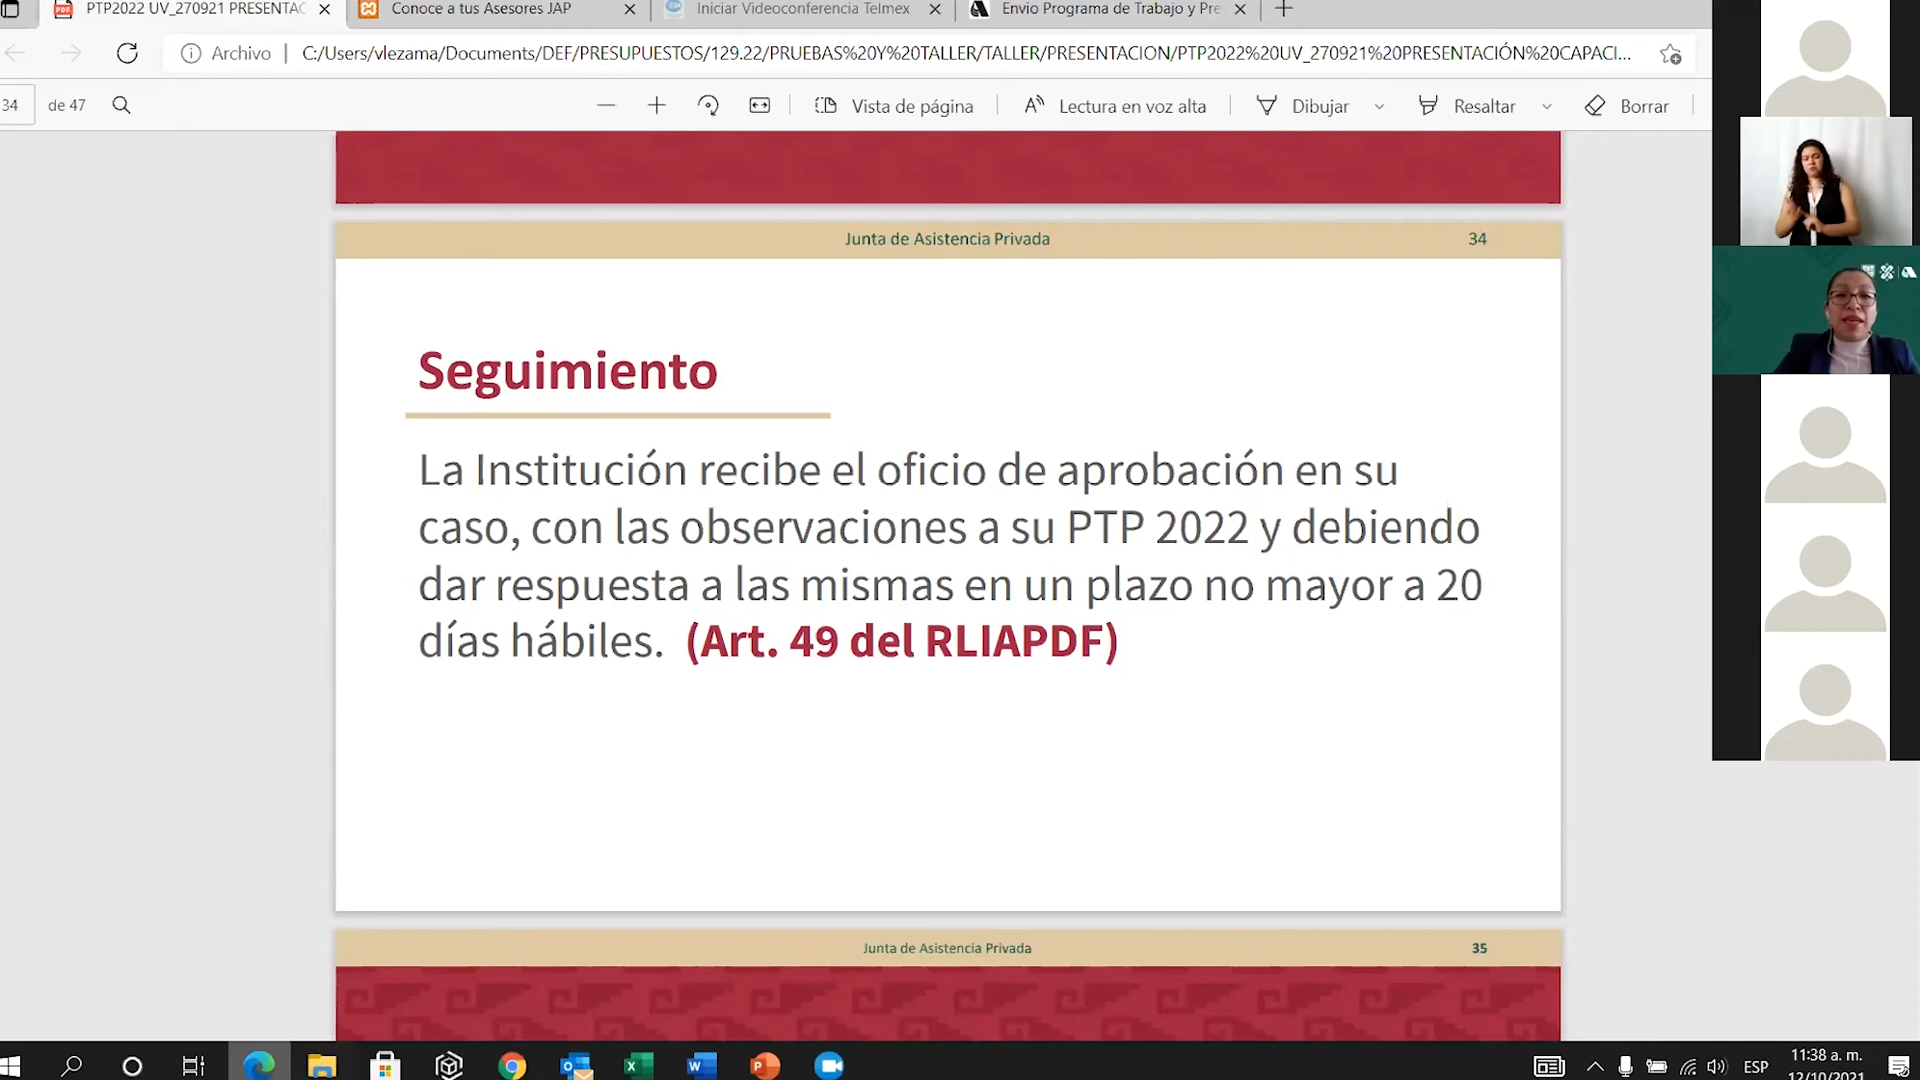 PTP2022 UV_270921 PRESENTAC
Conoce a tus Asesores JAP
Iniciar Videoconferencia Telmex
Envio Programa de Trabajo y Pre
Archivo
C:/Users/vlezama/Documents/DEF/PRESUPUESTOS/129.22/PRUEBAS%20Y%20TALLER/TALLER/PRESENTACION/PTP2022%20UV_270921%20PRESENTACIÓN%20CAPACI...
34 de 47
Vista de página
Lectura en voz alta
Dibujar
Resaltar
Borrar
Junta de Asistencia Privada 34
Seguimiento
La Institución recibe el oficio de aprobación en su
caso, con las observaciones a su PTP 2022 y debiendo
dar respuesta a las mismas en un plazo no mayor a 20
días hábiles. (Art. 49 del RLIAPDF)
Junta de Asistencia Privada 35
ESP
11:38 a. m.
12/10/2021